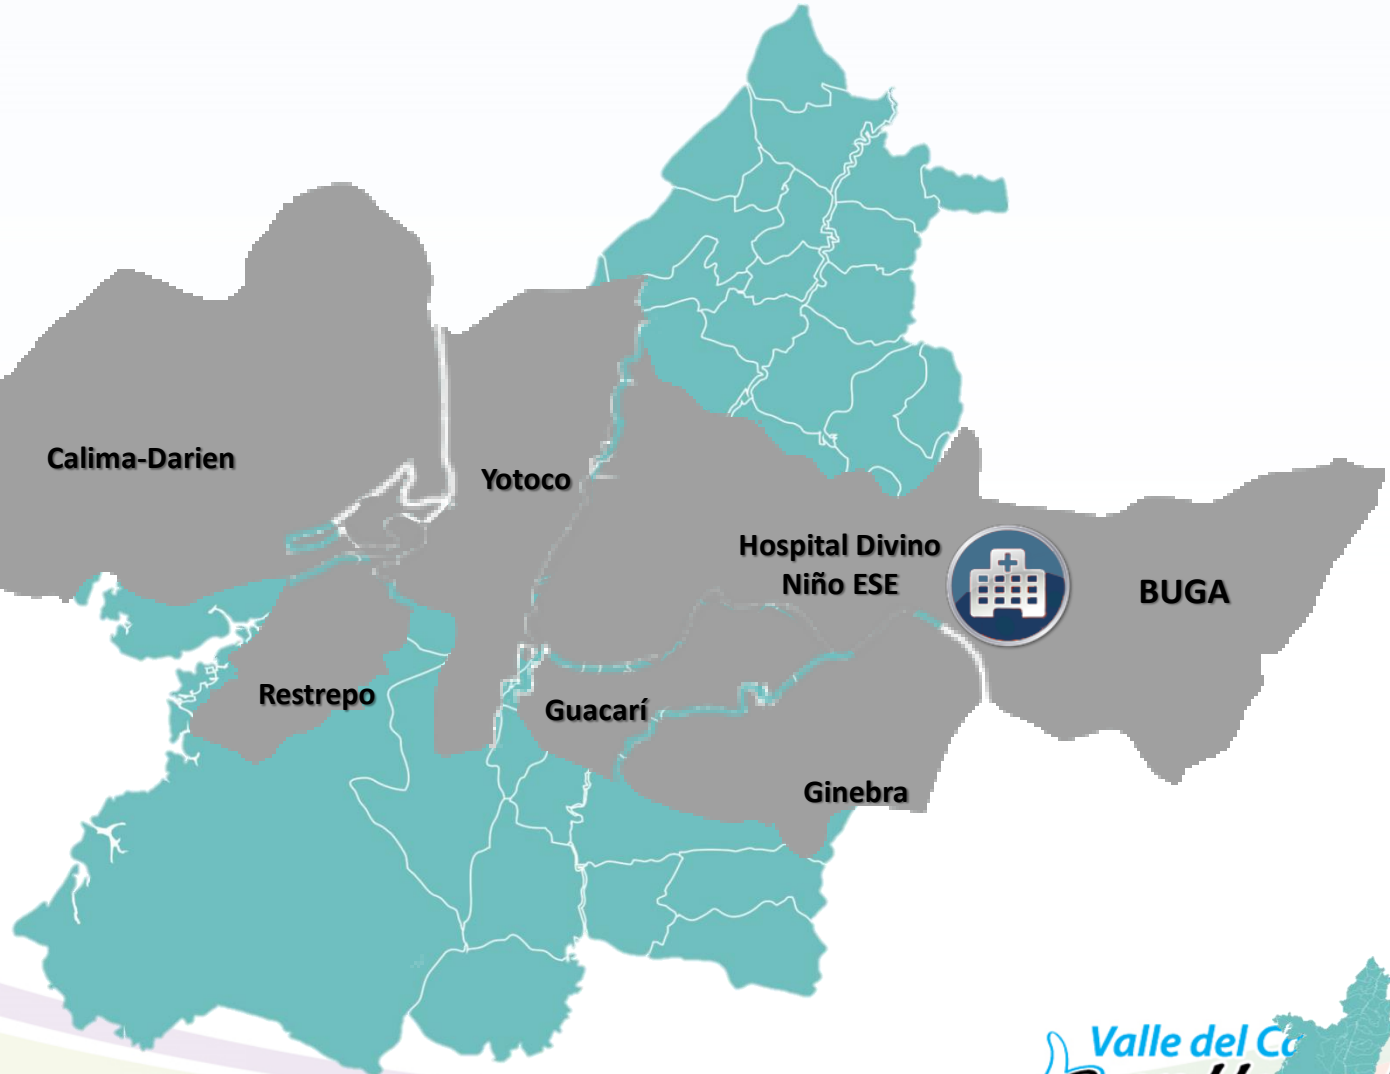 Calima-Darien
Yotoco
Hospital Divino
Niño ESE
BUGA
Restrepo
Guacarí
Ginebra
Valle del